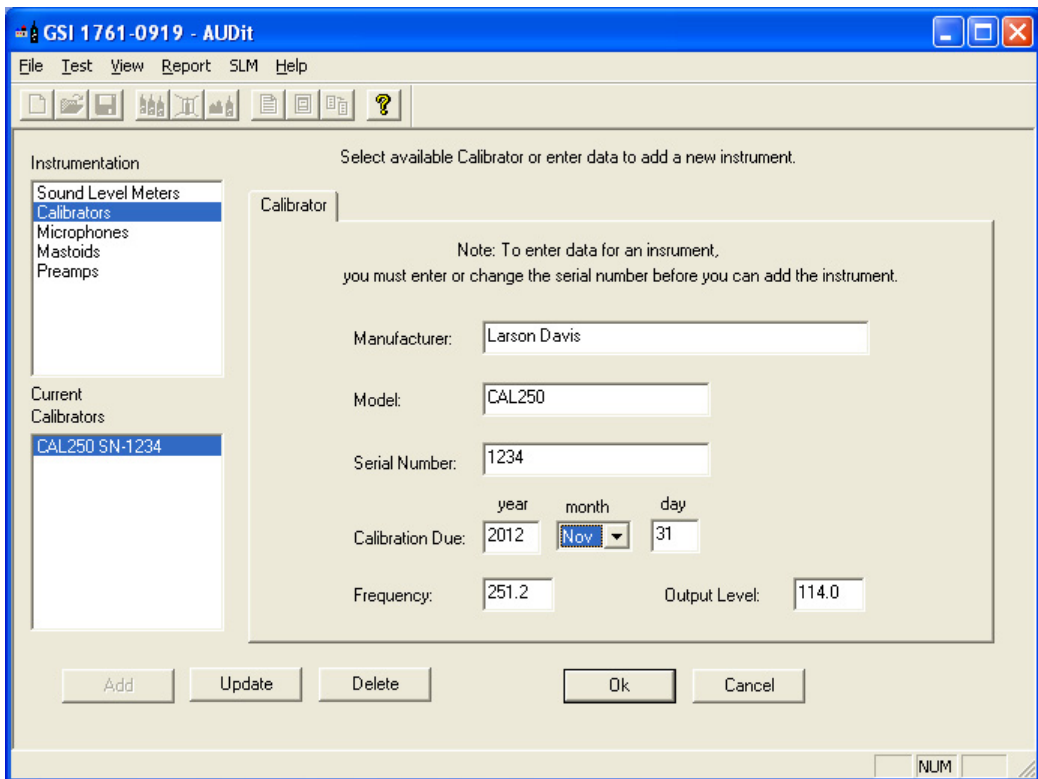 GSI 1761-0919 - AUDit
File Test View Report SLM Help
Select available Calibrator or enter data to add a new instrument.
Instrumentation
Sound Level Meters
Calibrators
Microphones
Mastoids
Preamps
Current
Calibrators
CAL250 SN-1234
Calibrator
Note: To enter data for an insrument,
you must enter or change the serial number before you can add the instrument.
Manufacturer: Larson Davis
Model: CAL250
Serial Number: 1234
year month day
Calibration Due: 2012 Nov 31
Frequency: 251.2 Output Level: 114.0
Add Update Delete Ok Cancel
NUM